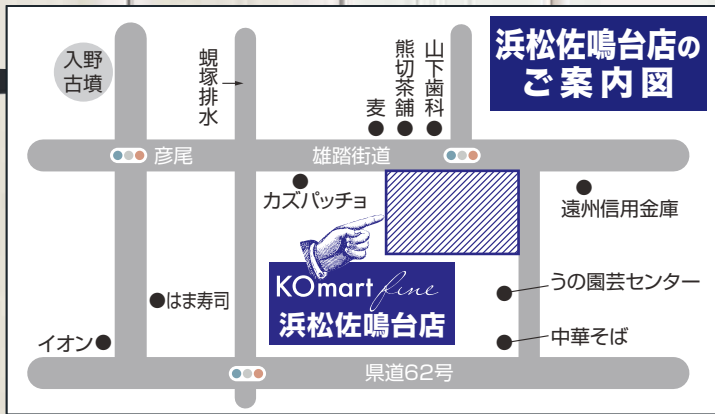 浜松佐鳴台店の
ご案内図
入野
古墳
蜆塚排水
麦
熊切茶舗
山下歯科
彦尾
雄踏街道
カズパッチョ
遠州信用金庫
KOmart fine
浜松佐鳴台店
うの園芸センター
はま寿司
イオン
中華そば
県道62号